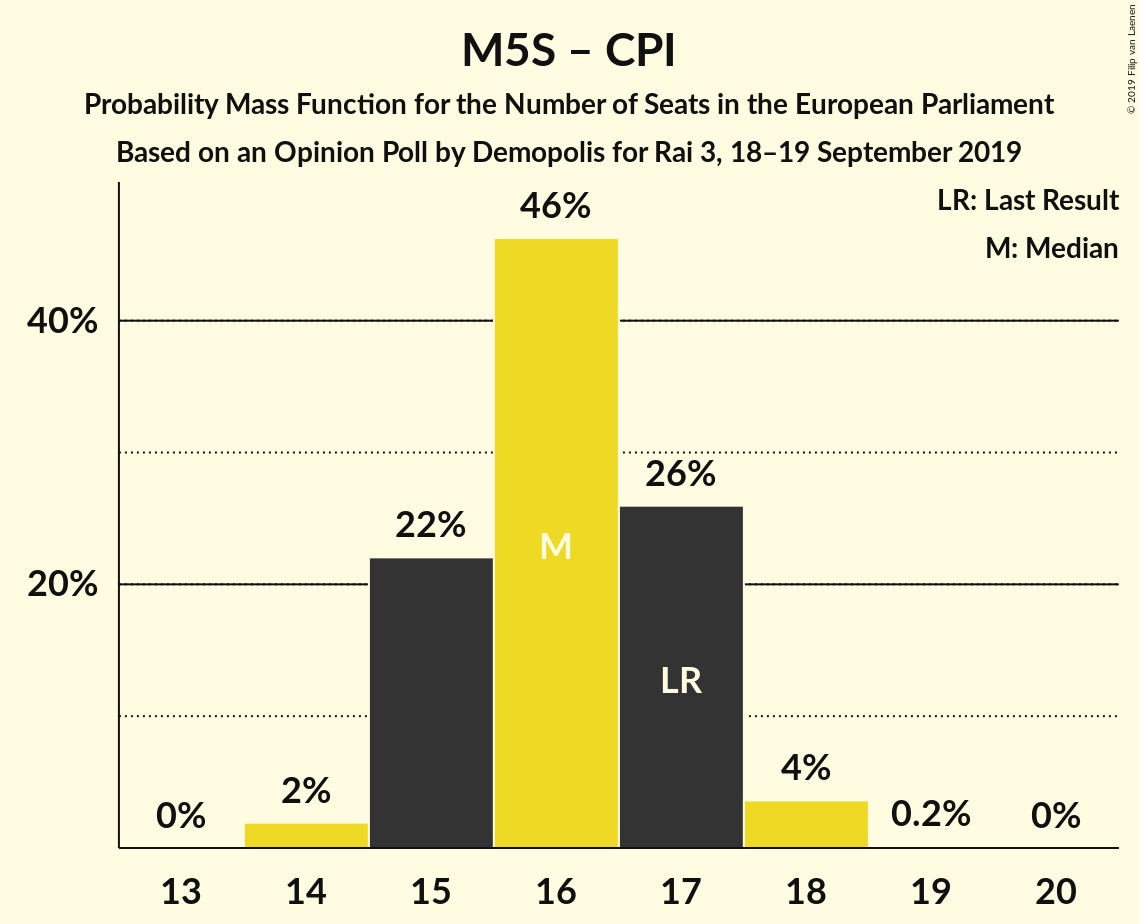 M5S – CPI
Probability Mass Function for the Number of Seats in the European Parliament
Based on an Opinion Poll by Demopolis for Rai 3, 18–19 September 2019
© 2019 Filip van Laenen
LR: Last Result
M: Median
46%
40%
26%
22%
M
20%
LR
4%
2%
0%
0.2%
0%
13 14 15 16 17 18 19 20